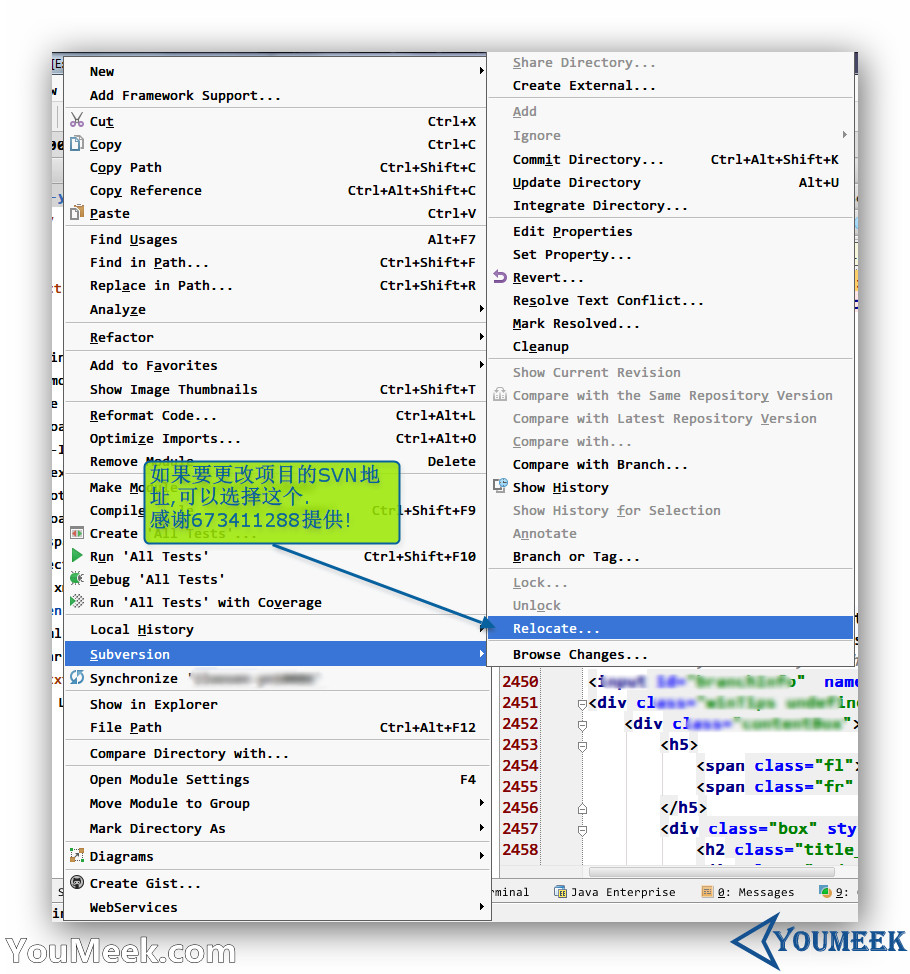 New
Add Framework Support...
Cut Ctrl+X
Copy Ctrl+C
Copy Path Ctrl+Shift+C
Copy Reference Ctrl+Alt+Shift+C
Paste Ctrl+V
Find Usages Alt+F7
Find in Path... Ctrl+Shift+F
Replace in Path... Ctrl+Shift+R
Analyze
Refactor
Add to Favorites
Show Image Thumbnails Ctrl+Shift+T
Reformat Code... Ctrl+Alt+L
Optimize Imports... Ctrl+Alt+O
Remove Module Delete
Make
Compile Ctrl+Shift+F9
Create 'All Tests'...
Run 'All Tests' Ctrl+Shift+F10
Debug 'All Tests'
Run 'All Tests' with Coverage
Local History
Subversion
Synchronize '
Show in Explorer
File Path Ctrl+Alt+F12
Compare Directory with...
Open Module Settings F4
Move Module to Group
Mark Directory As
Diagrams
Create Gist...
WebServices
如果要更改项目的SVN地
址,可以选择这个.
感谢673411288提供!
Share Directory...
Create External...
Add
Ignore
Commit Directory... Ctrl+Alt+Shift+K
Update Directory Alt+U
Integrate Directory...
Edit Properties
Set Property...
Revert...
Resolve Text Conflict...
Mark Resolved...
Cleanup
Show Current Revision
Compare with the Same Repository Version
Compare with Latest Repository Version
Compare with...
Compare with Branch...
Show History
Show History for Selection
Annotate
Branch or Tag...
Lock...
Unlock
Relocate...
Browse Changes...
2450 <input id="branchInfo" name
2451 <div class=
2452 <div class="contentBox">
2453 <h5>
2454 <span class="fl">
2455 <span class="fr"
2456 </h5>
2457 <div class="box" sty
2458 <h2 class="title_
rminal Java Enterprise 0: Messages 9:
YouMeek.com
YOUMEEK